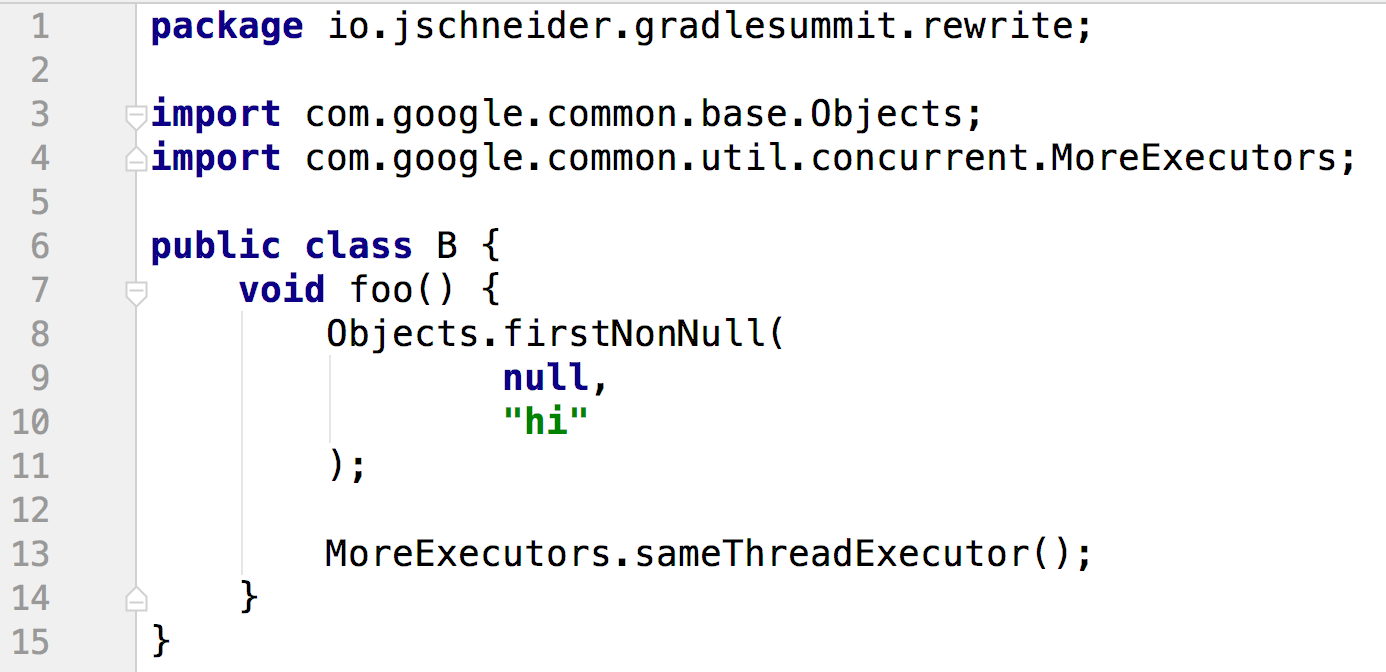 1 package io.jschneider.gradlesummit.rewrite;
2
3 import com.google.common.base.Objects;
4 import com.google.common.util.concurrent.MoreExecutors;
5
6 public class B {
7     void foo() {
8         Objects.firstNonNull(
9                 null,
10                 "hi"
11         );
12
13         MoreExecutors.sameThreadExecutor();
14     }
15 }